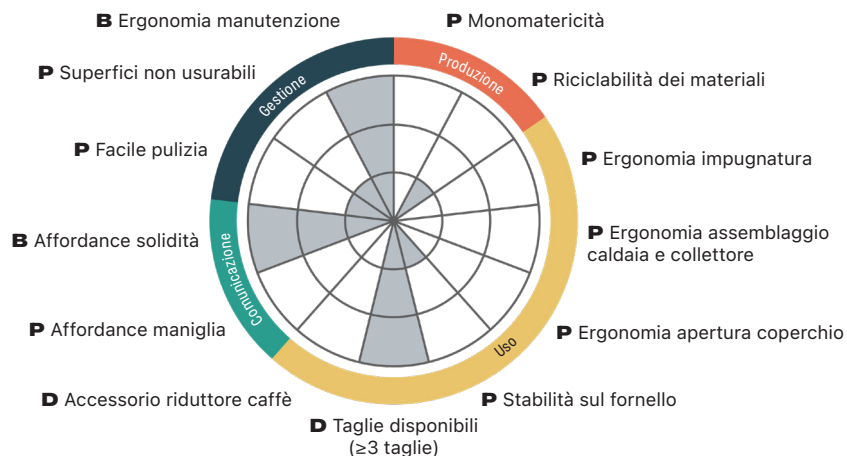 B Ergonomia manutenzione
P Monomatericità
P Superfici non usurabili
Gestione
Produzione
P Riciclabilità dei materiali
P Facile pulizia
P Ergonomia impugnatura
B Affordance solidità
P Ergonomia assemblaggio
caldaia e collettore
Comunicazione
P Affordance maniglia
Uso
P Ergonomia apertura coperchio
D Accessorio riduttore caffè
P Stabilità sul fornello
D Taglie disponibili
(≥3 taglie)